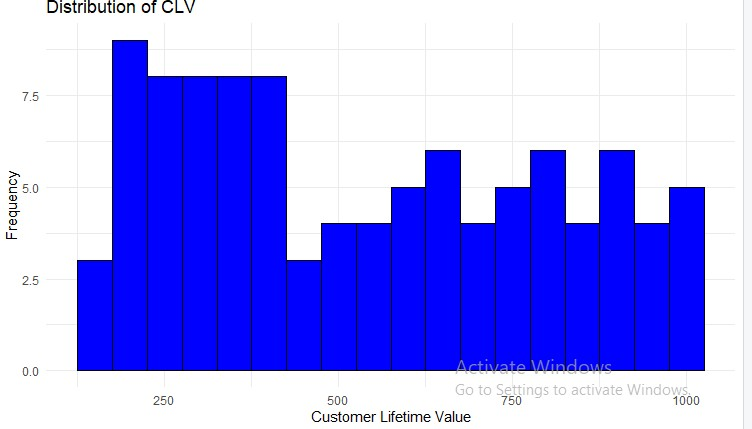 Distribution of CLV
7.5
5.0
2.5
0.0
Frequency
250 500 750 1000
Customer Lifetime Value
Activate Windows
Go to Settings to activate Windows.